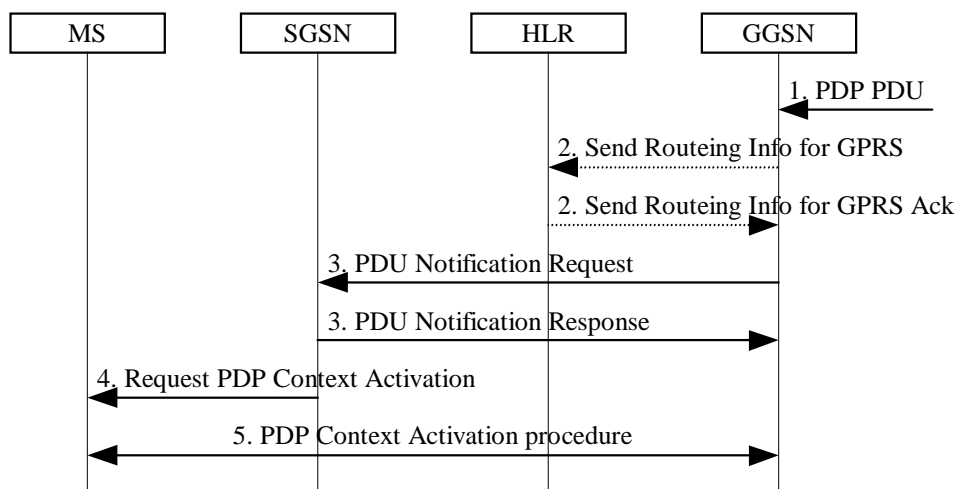 MS
SGSN
HLR
GGSN
1. PDP PDU
2. Send Routeing Info for GPRS
2. Send Routeing Info for GPRS Ack
3. PDU Notification Request
3. PDU Notification Response
4. Request PDP Context Activation
5. PDP Context Activation procedure